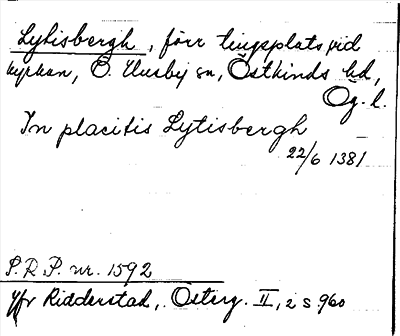 Lytisbergh, förr tingsplats vid
kyrkan, Ö. Husby sn, Östkinds hd,
Ög. l.
In placitis Lytisbergh
22/6 1381
S.R.P. nr. 1592
Jfr Ridderstad, Österg. II, 2 s. 960